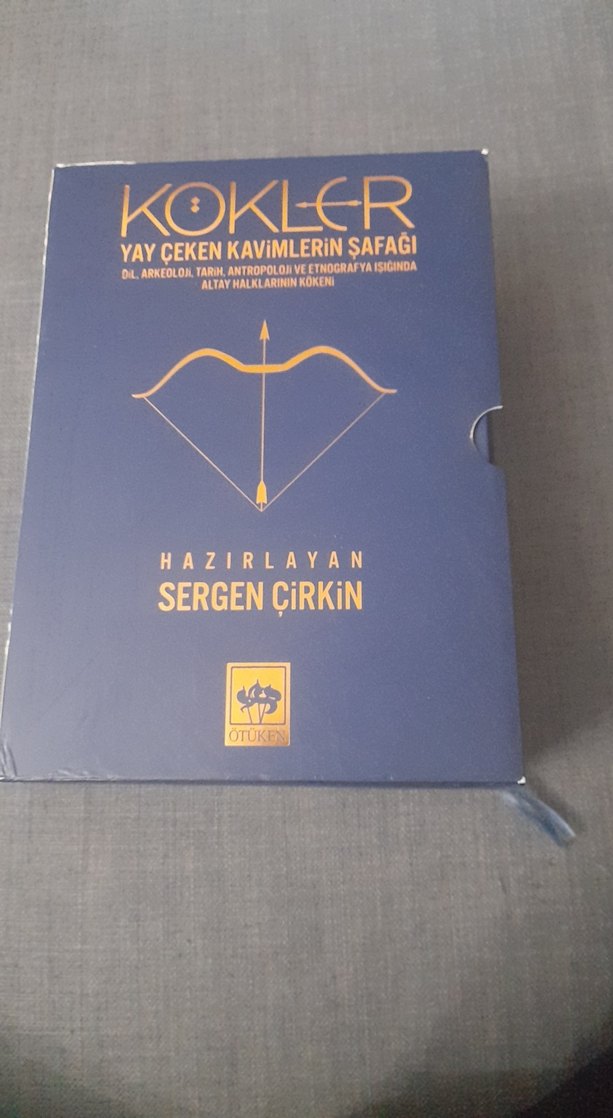 KÖKLER
YAY ÇEKEN KAVİMLERİN ŞAFAĞI
DİL, ARKEOLOJİ, TARİH, ANTROPOLOJİ VE ETNOGRAFYA IŞIĞINDA
ALTAY HALKLARININ KÖKENİ
HAZIRLAYAN
SERGEN ÇİRKİN
ÖTÜKEN